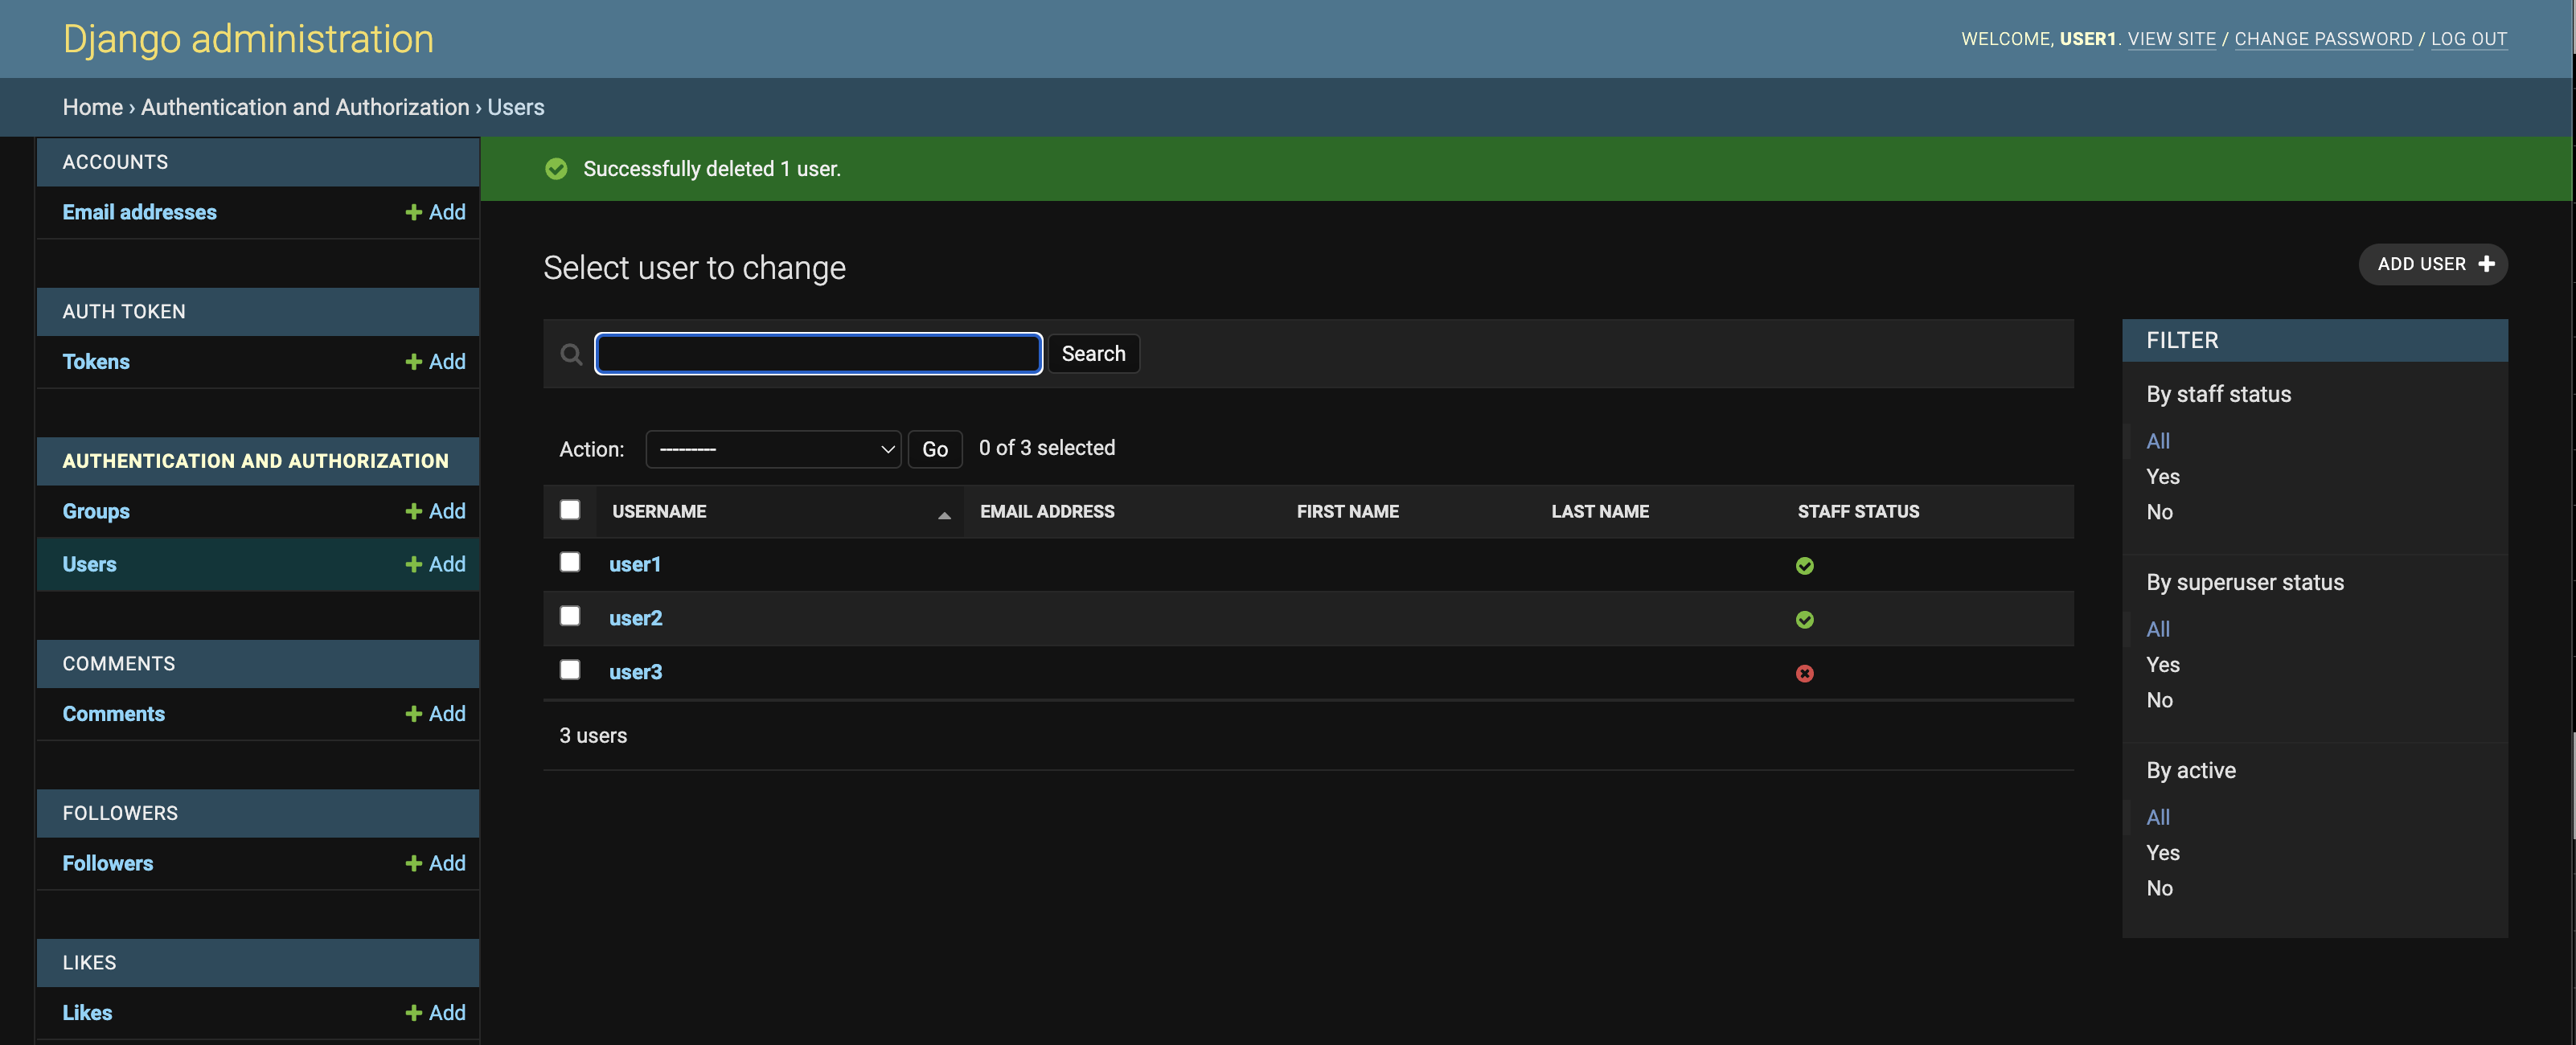 Django administration
WELCOME, USER1. VIEW SITE / CHANGE PASSWORD / LOG OUT
Home › Authentication and Authorization › Users
ACCOUNTS
Email addresses
Add
AUTH TOKEN
Tokens
Add
AUTHENTICATION AND AUTHORIZATION
Groups
Add
Users
Add
COMMENTS
Comments
Add
FOLLOWERS
Followers
Add
LIKES
Likes
Add
Successfully deleted 1 user.
Select user to change
ADD USER
Search
Action: --------- Go 0 of 3 selected
USERNAME EMAIL ADDRESS FIRST NAME LAST NAME STAFF STATUS
user1
user2
user3
3 users
FILTER
By staff status
All
Yes
No
By superuser status
All
Yes
No
By active
All
Yes
No